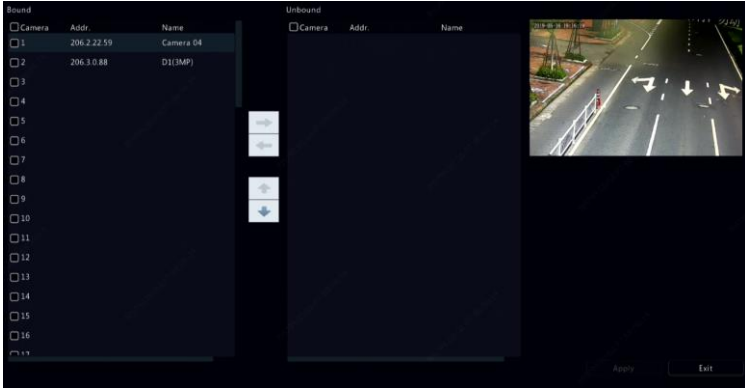 Bound
Camera Addr. Name
1 206.2.22.59 Camera 04
2 206.3.0.88 D1(3MP)
3
4
5
6
7
8
9
10
11
12
13
14
15
16
17
Unbound
Camera Addr. Name
Apply
Exit